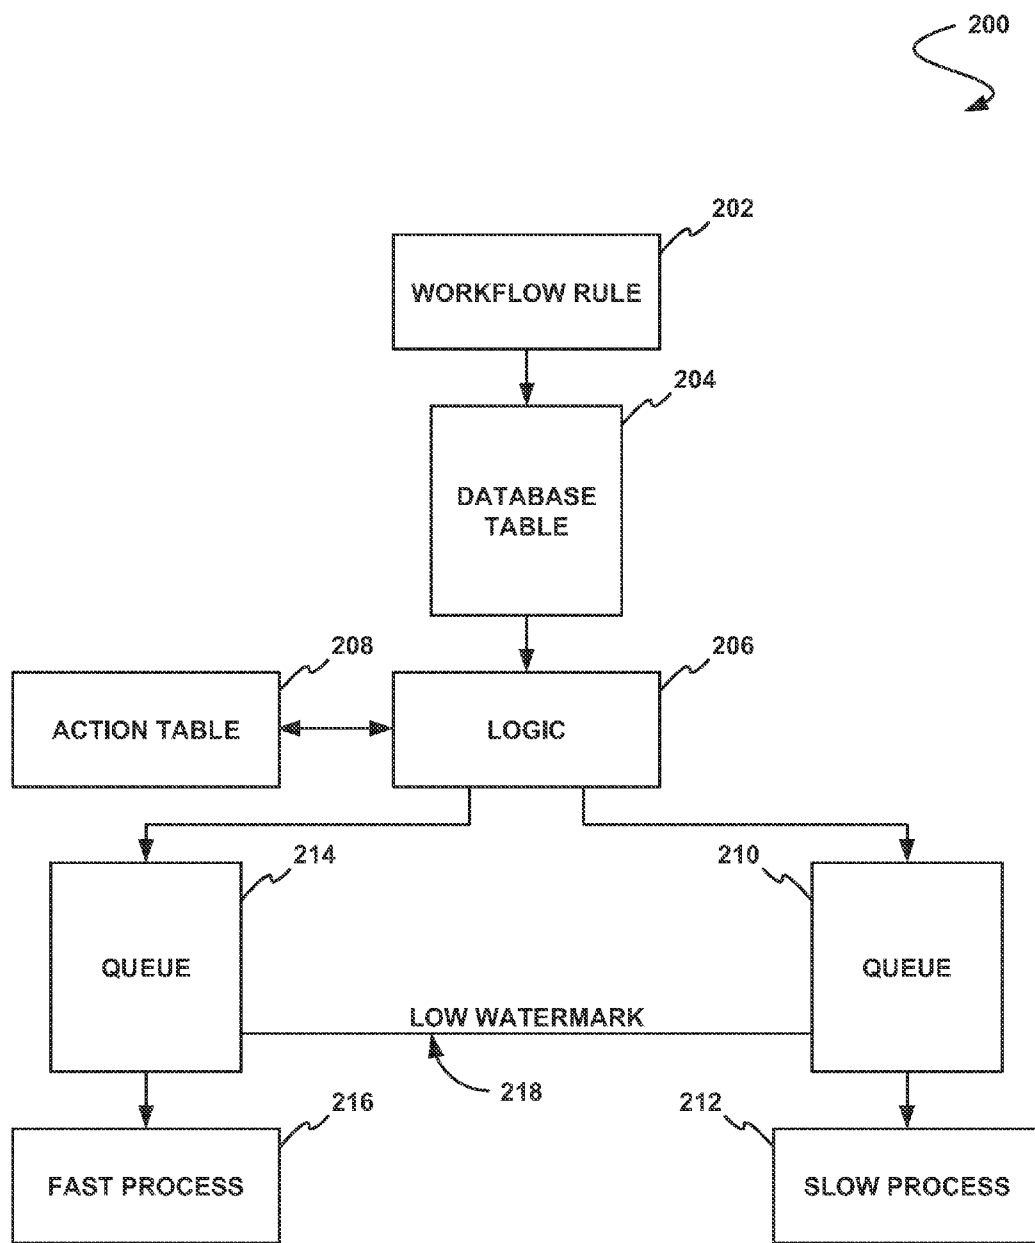 200
202
WORKFLOW RULE
204
DATABASE
TABLE
208
206
ACTION TABLE
LOGIC
214
210
QUEUE
QUEUE
LOW WATERMARK
218
216
212
FAST PROCESS
SLOW PROCESS